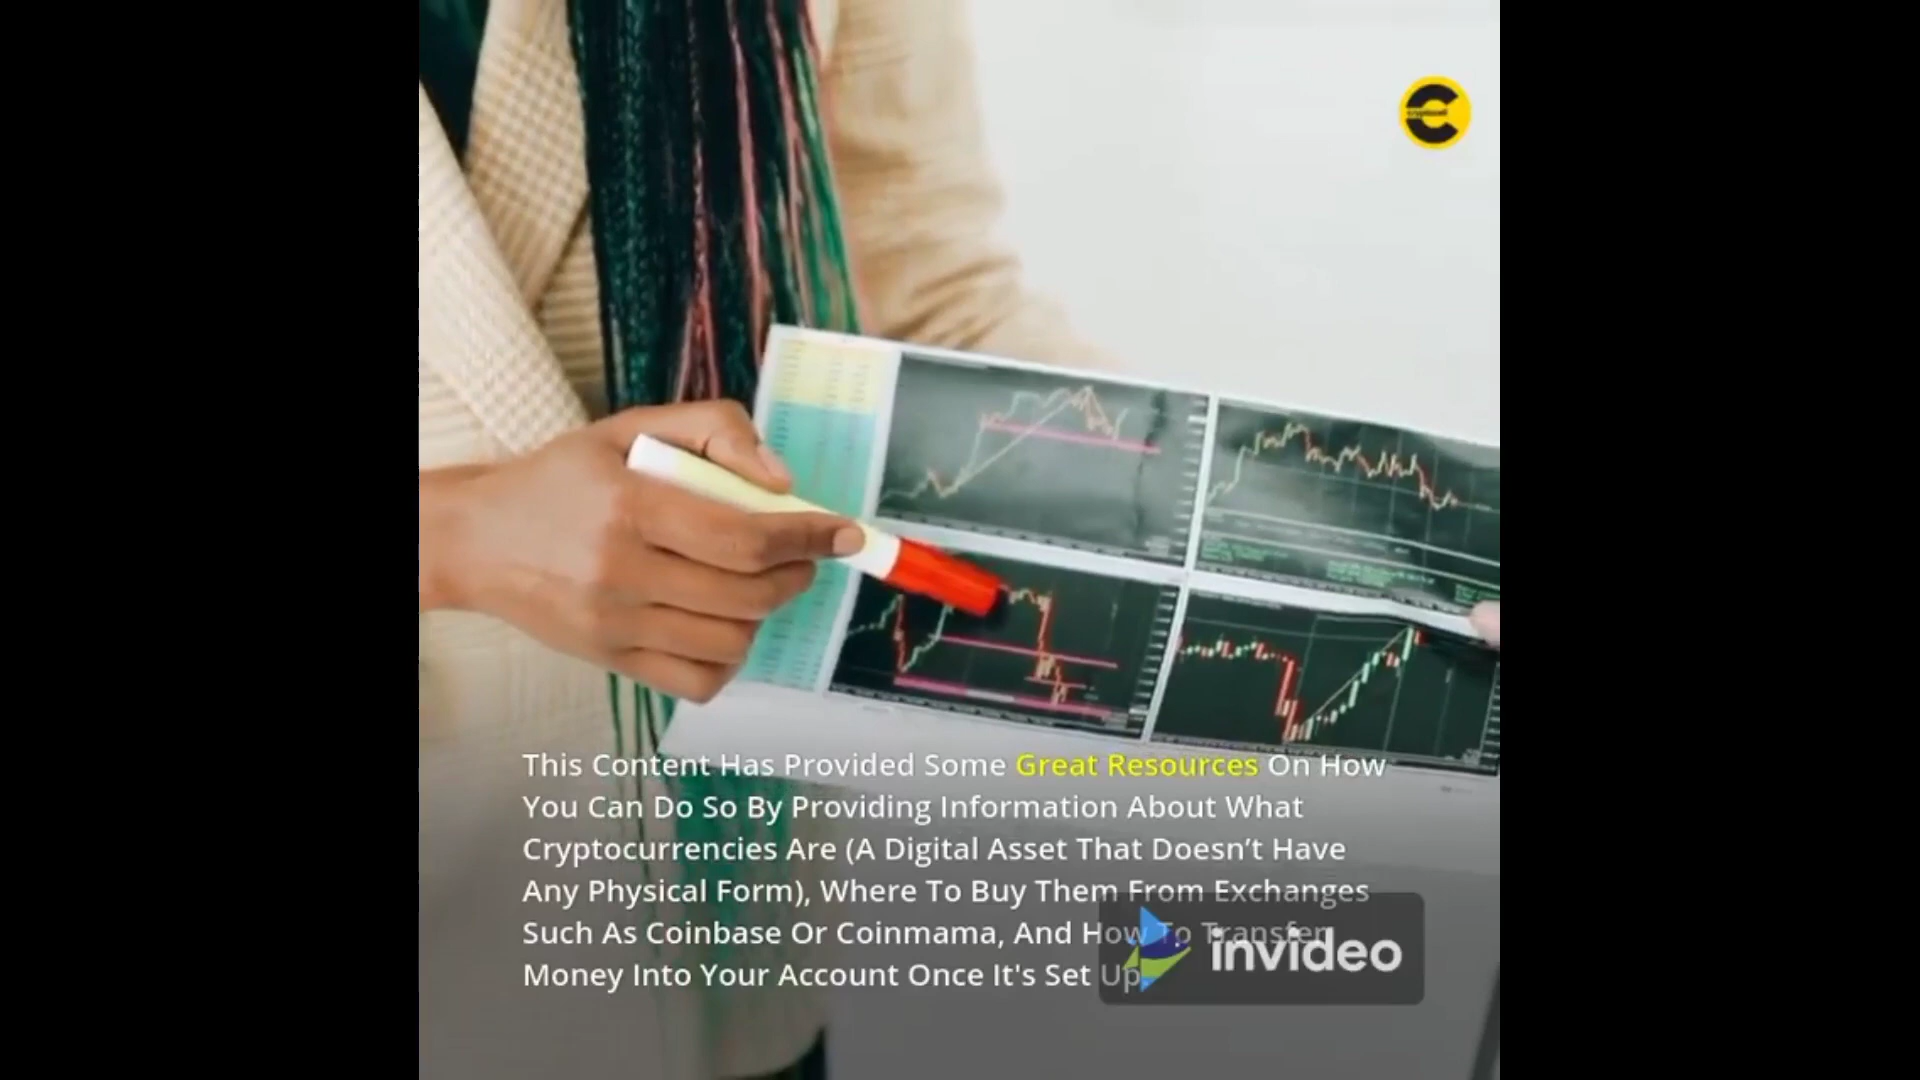 This Content Has Provided Some Great Resources On How
You Can Do So By Providing Information About What
Cryptocurrencies Are (A Digital Asset That Doesn’t Have
Any Physical Form), Where To Buy Them From Exchanges
Such As Coinbase Or Coinmama, And How To Transfer
Money Into Your Account Once It's Set Up.
invideo